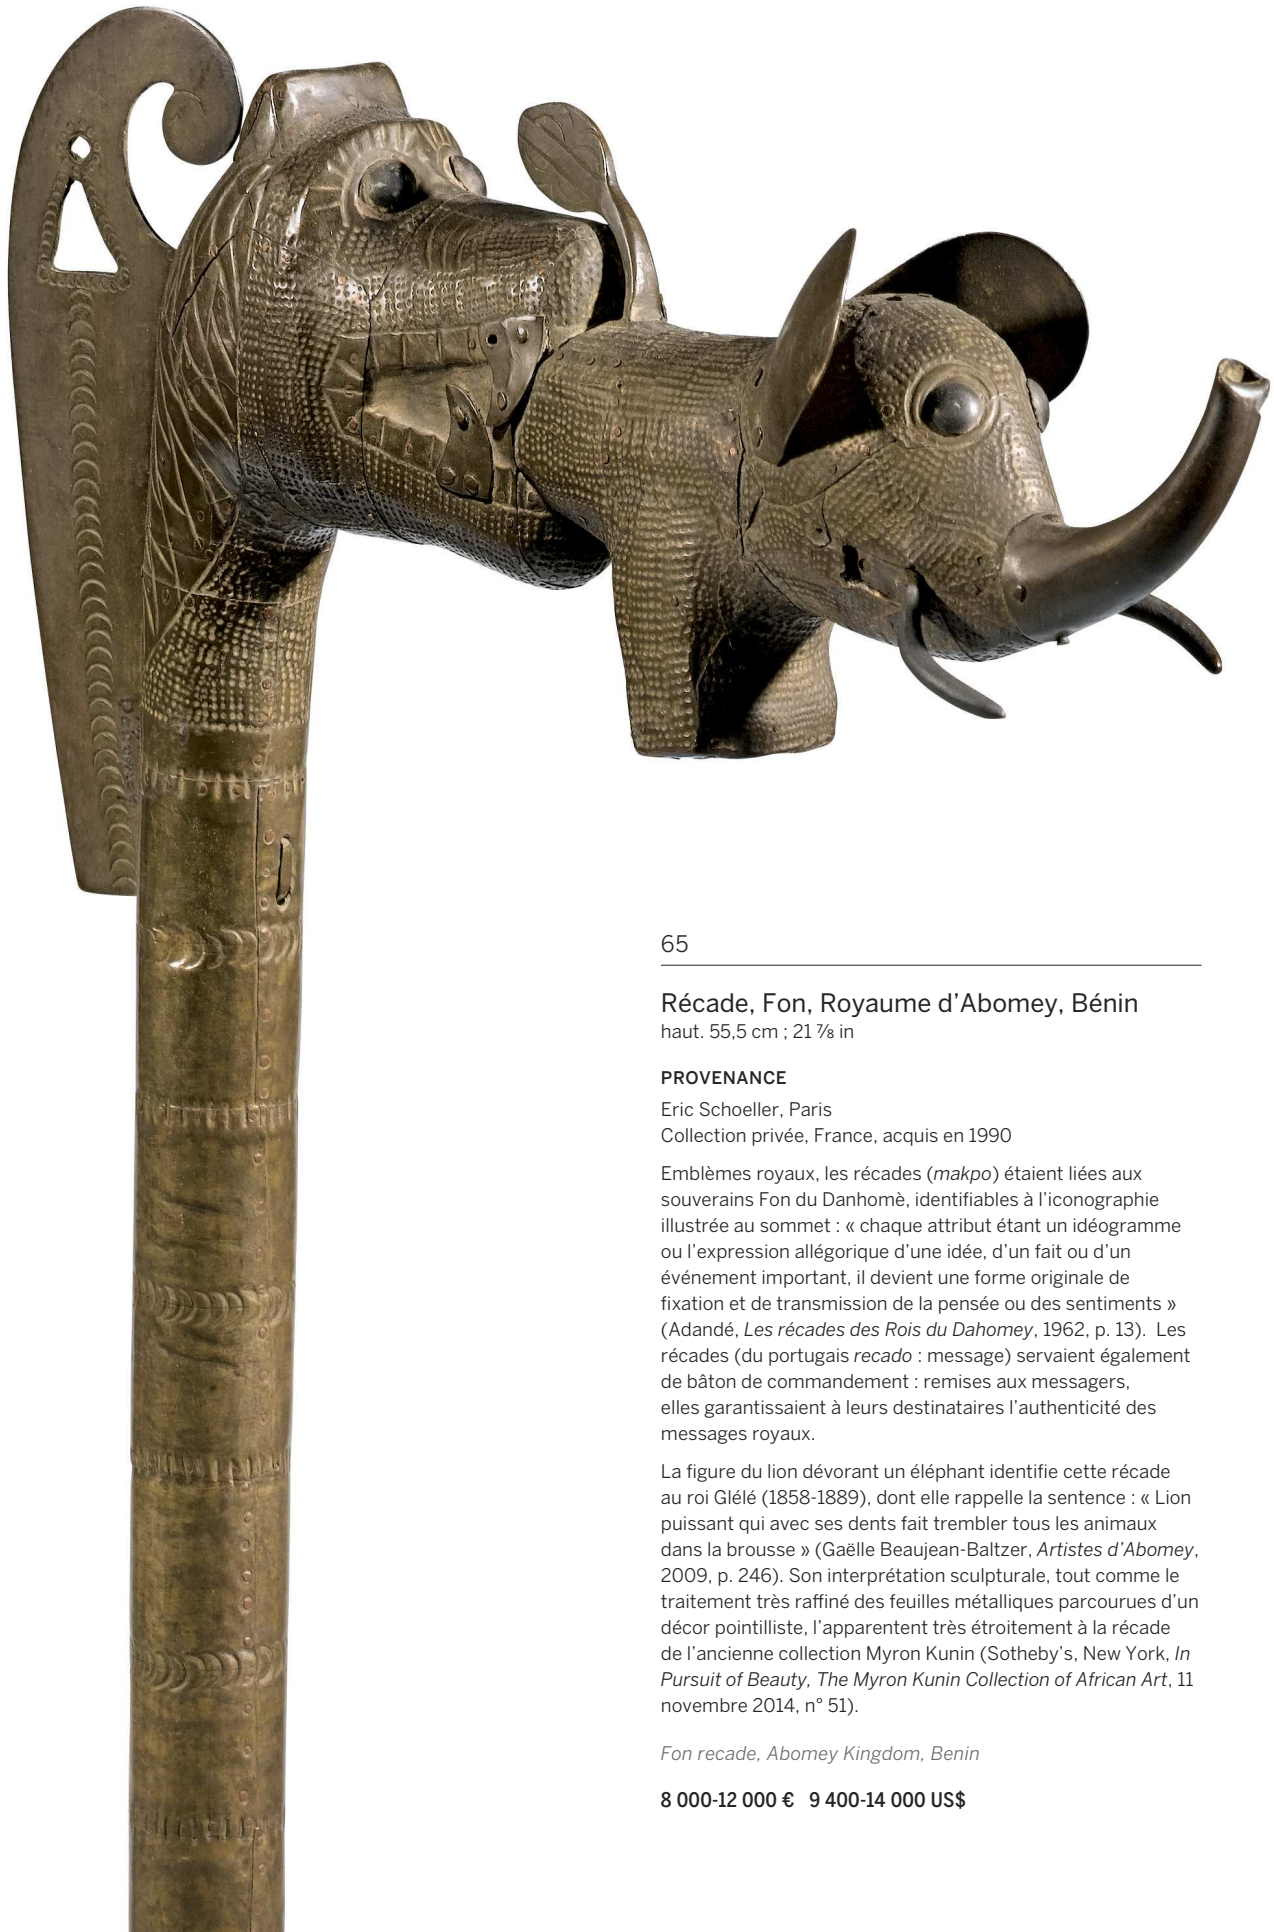 65
Récade, Fon, Royaume d’Abomey, Bénin
haut. 55,5 cm ; 21 ⅞ in
PROVENANCE
Eric Schoeller, Paris
Collection privée, France, acquis en 1990
Emblèmes royaux, les récades (makpo) étaient liées aux
souverains Fon du Danhomè, identifiables à l’iconographie
illustrée au sommet : « chaque attribut étant un idéogramme
ou l’expression allégorique d’une idée, d’un fait ou d’un
événement important, il devient une forme originale de
fixation et de transmission de la pensée ou des sentiments »
(Adandé, Les récades des Rois du Dahomey, 1962, p. 13). Les
récades (du portugais recado : message) servaient également
de bâton de commandement : remises aux messagers,
elles garantissaient à leurs destinataires l’authenticité des
messages royaux.
La figure du lion dévorant un éléphant identifie cette récade
au roi Glélé (1858-1889), dont elle rappelle la sentence : « Lion
puissant qui avec ses dents fait trembler tous les animaux
dans la brousse » (Gaëlle Beaujean-Baltzer, Artistes d’Abomey,
2009, p. 246). Son interprétation sculpturale, tout comme le
traitement très raffiné des feuilles métalliques parcourues d’un
décor pointilliste, l’apparentent très étroitement à la récade
de l’ancienne collection Myron Kunin (Sotheby’s, New York, In
Pursuit of Beauty, The Myron Kunin Collection of African Art, 11
novembre 2014, n° 51).
Fon recade, Abomey Kingdom, Benin
8 000-12 000 € 9 400-14 000 US$